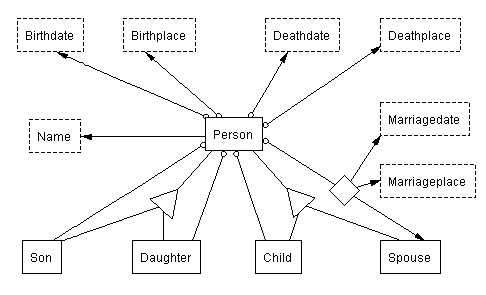 Birthdate
Birthplace
Deathdate
Deathplace
Name
Person
Marriagedate
Marriageplace
Son
Daughter
Child
Spouse